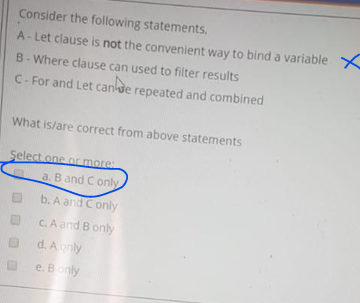 Consider the following statements,
A - Let clause is not the convenient way to bind a variable
B - Where clause can used to filter results
C - For and Let can be repeated and combined
What is/are correct from above statements
Select one or more:
a. B and C only
b. A and C only
c. A and B only
d. A only
e. B only